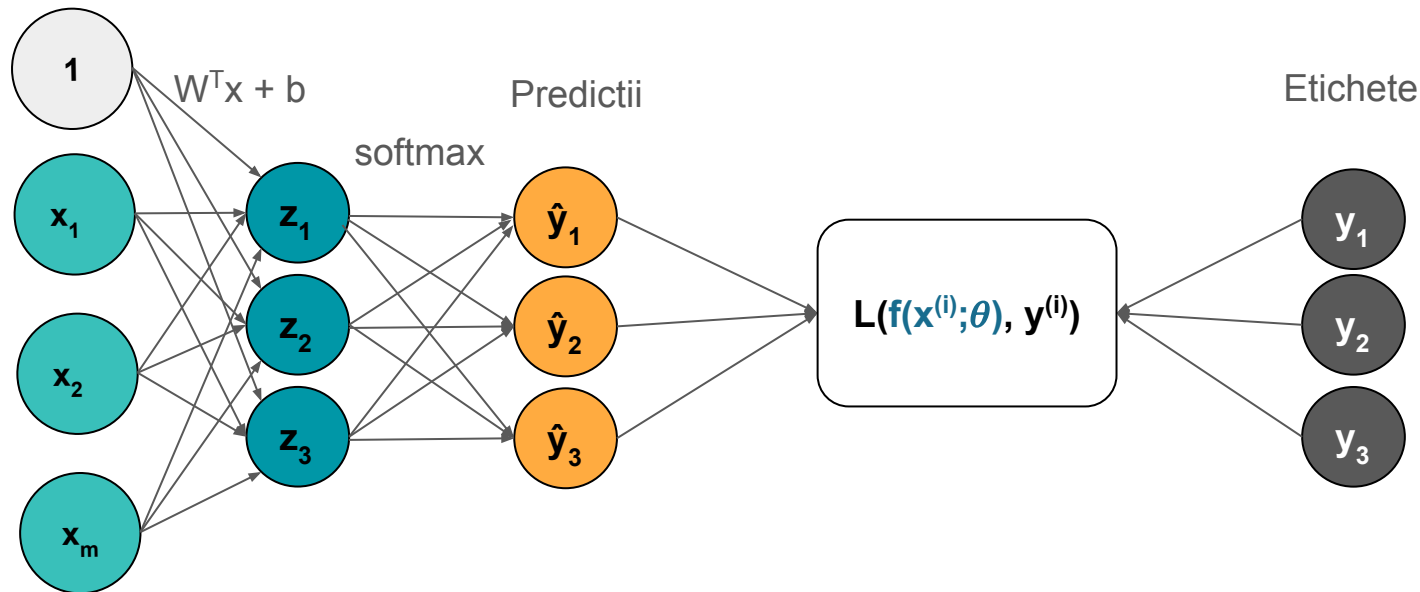 1
Wᵀx + b
Predictii
Etichete
softmax
x₁
z₁
ŷ₁
y₁
x₂
z₂
ŷ₂
L(f(x⁽ⁱ⁾;θ), y⁽ⁱ⁾)
y₂
z₃
ŷ₃
y₃
xₘ